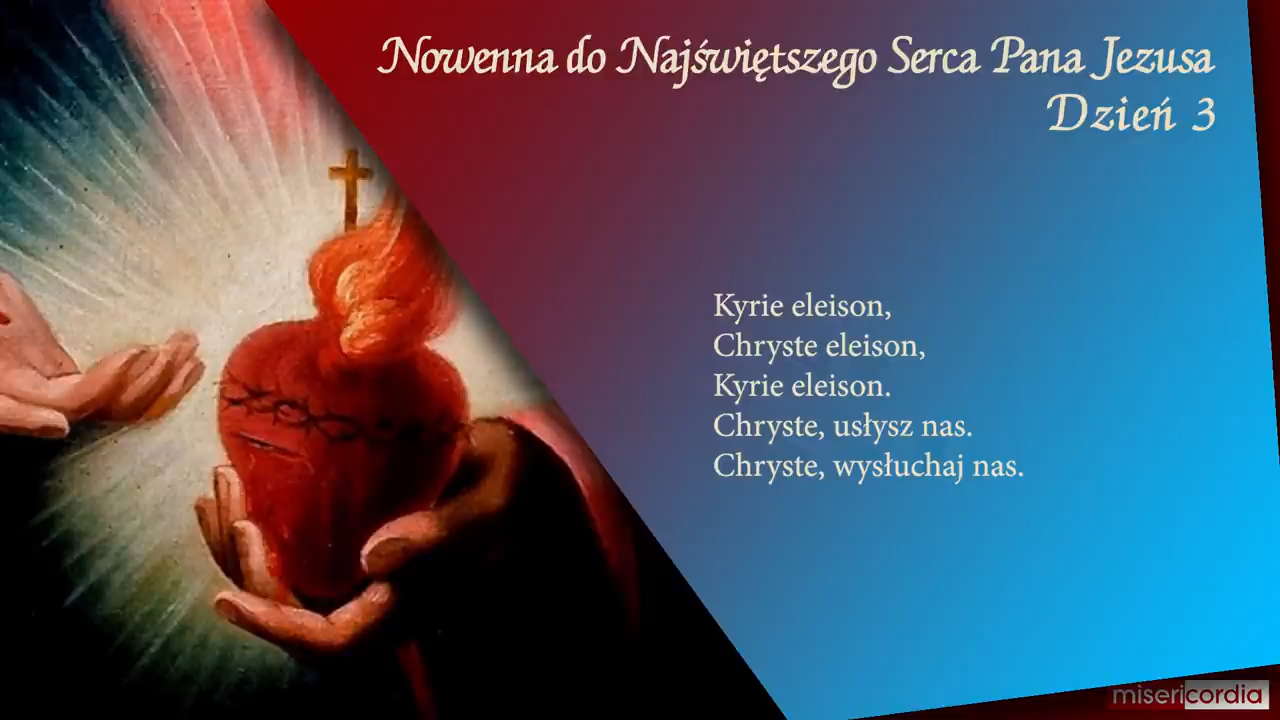 Nowenna do Najświętszego Serca Pana Jezusa
Dzień 3
Kyrie eleison,
Chryste eleison,
Kyrie eleison.
Chryste, usłysz nas.
Chryste, wysłuchaj nas.
misericordia